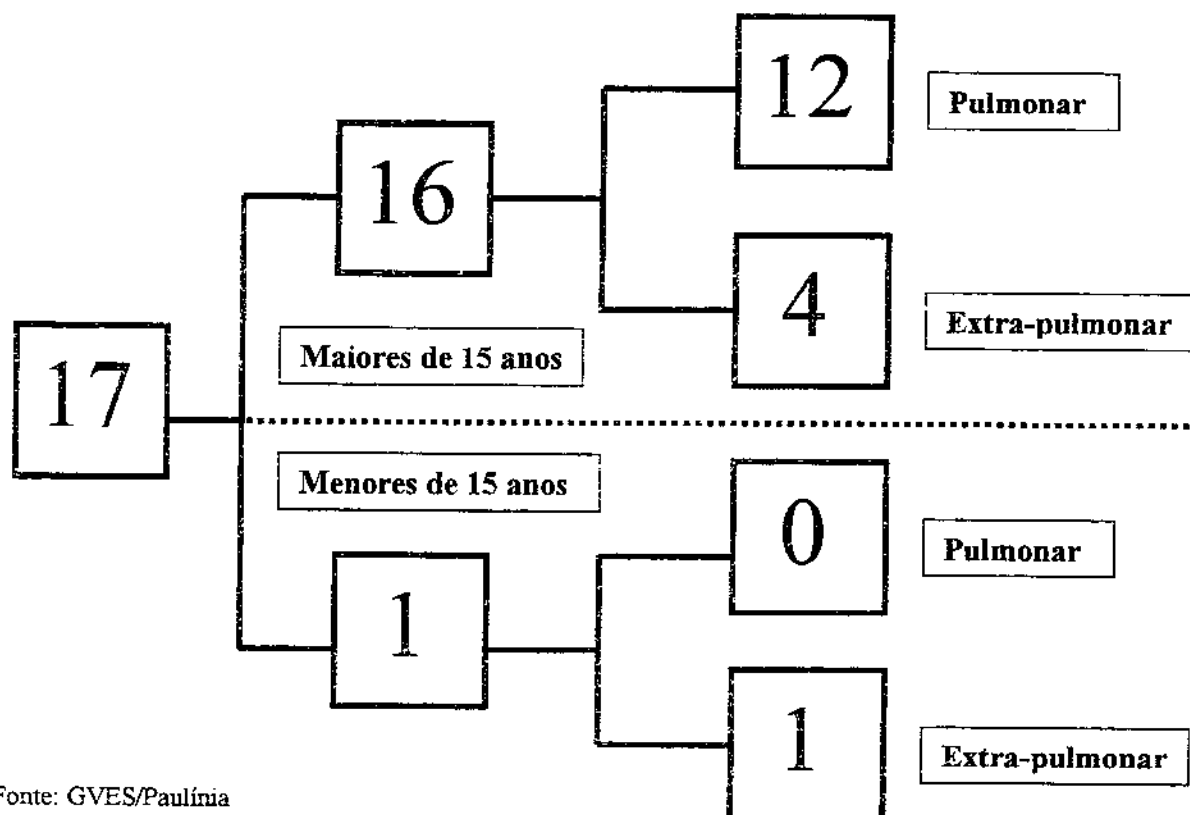 12
Pulmonar
16
4
Extra-pulmonar
Maiores de 15 anos
17
Menores de 15 anos
0
Pulmonar
1
1
Extra-pulmonar
Fonte: GVES/Paulínia